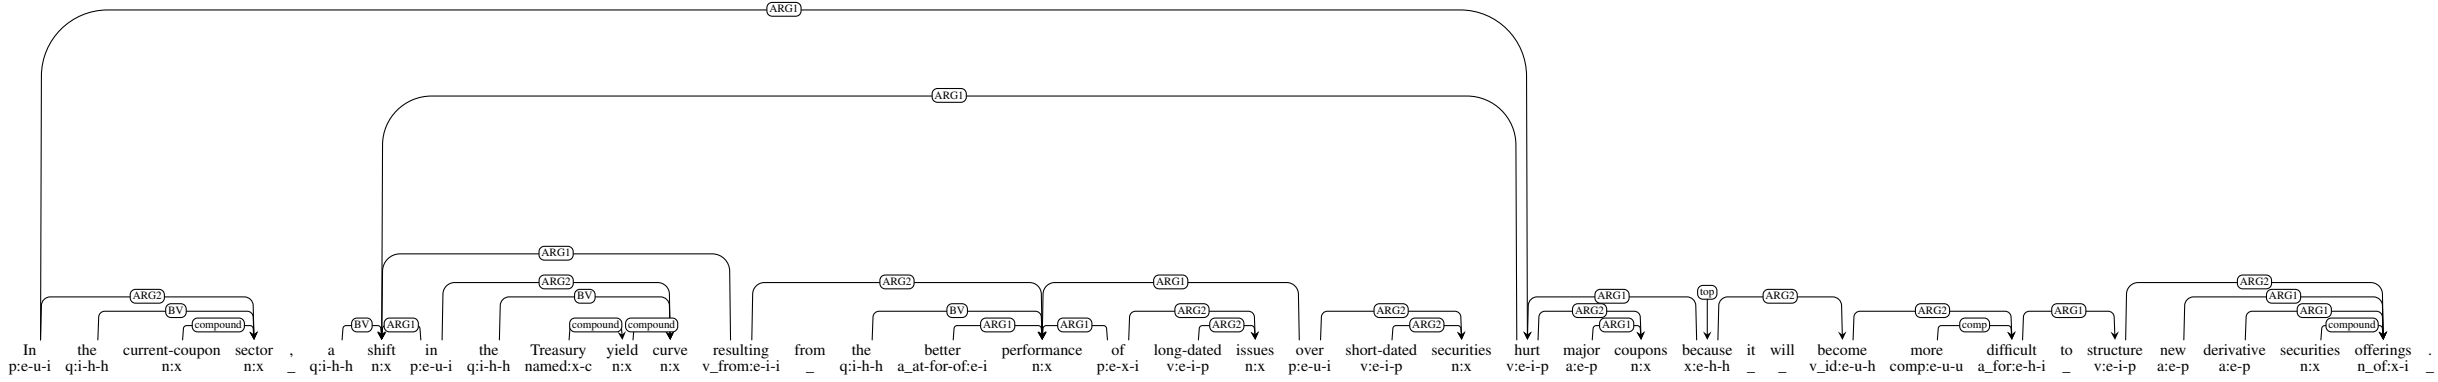 ARG1
ARG1
ARG1
ARG2 ARG2 ARG1 top ARG2
ARG2 BV ARG1 ARG2 ARG1
BV BV ARG2 ARG2 ARG2 ARG2 ARG1 ARG1
compound BV ARG1 compound compound ARG1 ARG1 ARG2 ARG2 ARG1 comp compound
In the current-coupon sector , a shift in the Treasury yield curve resulting from the better performance of long-dated issues over short-dated securities hurt major coupons because it will become more difficult to structure new derivative securities offerings .
p:e-u-i q:i-h-h n:x n:x _ q:i-h-h n:x p:e-u-i q:i-h-h named:x-c n:x n:x v_from:e-i-i _ q:i-h-h a_at-for-of:e-i n:x p:e-x-i v:e-i-p n:x p:e-u-i v:e-i-p n:x v:e-i-p a:e-p n:x x:e-h-h _ _ v_id:e-u-h comp:e-u-u a_for:e-h-i _ v:e-i-p a:e-p a:e-p n:x n_of:x-i _